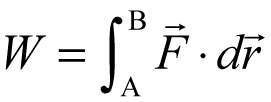 W = ∫_A^B F⃗ · dr⃗